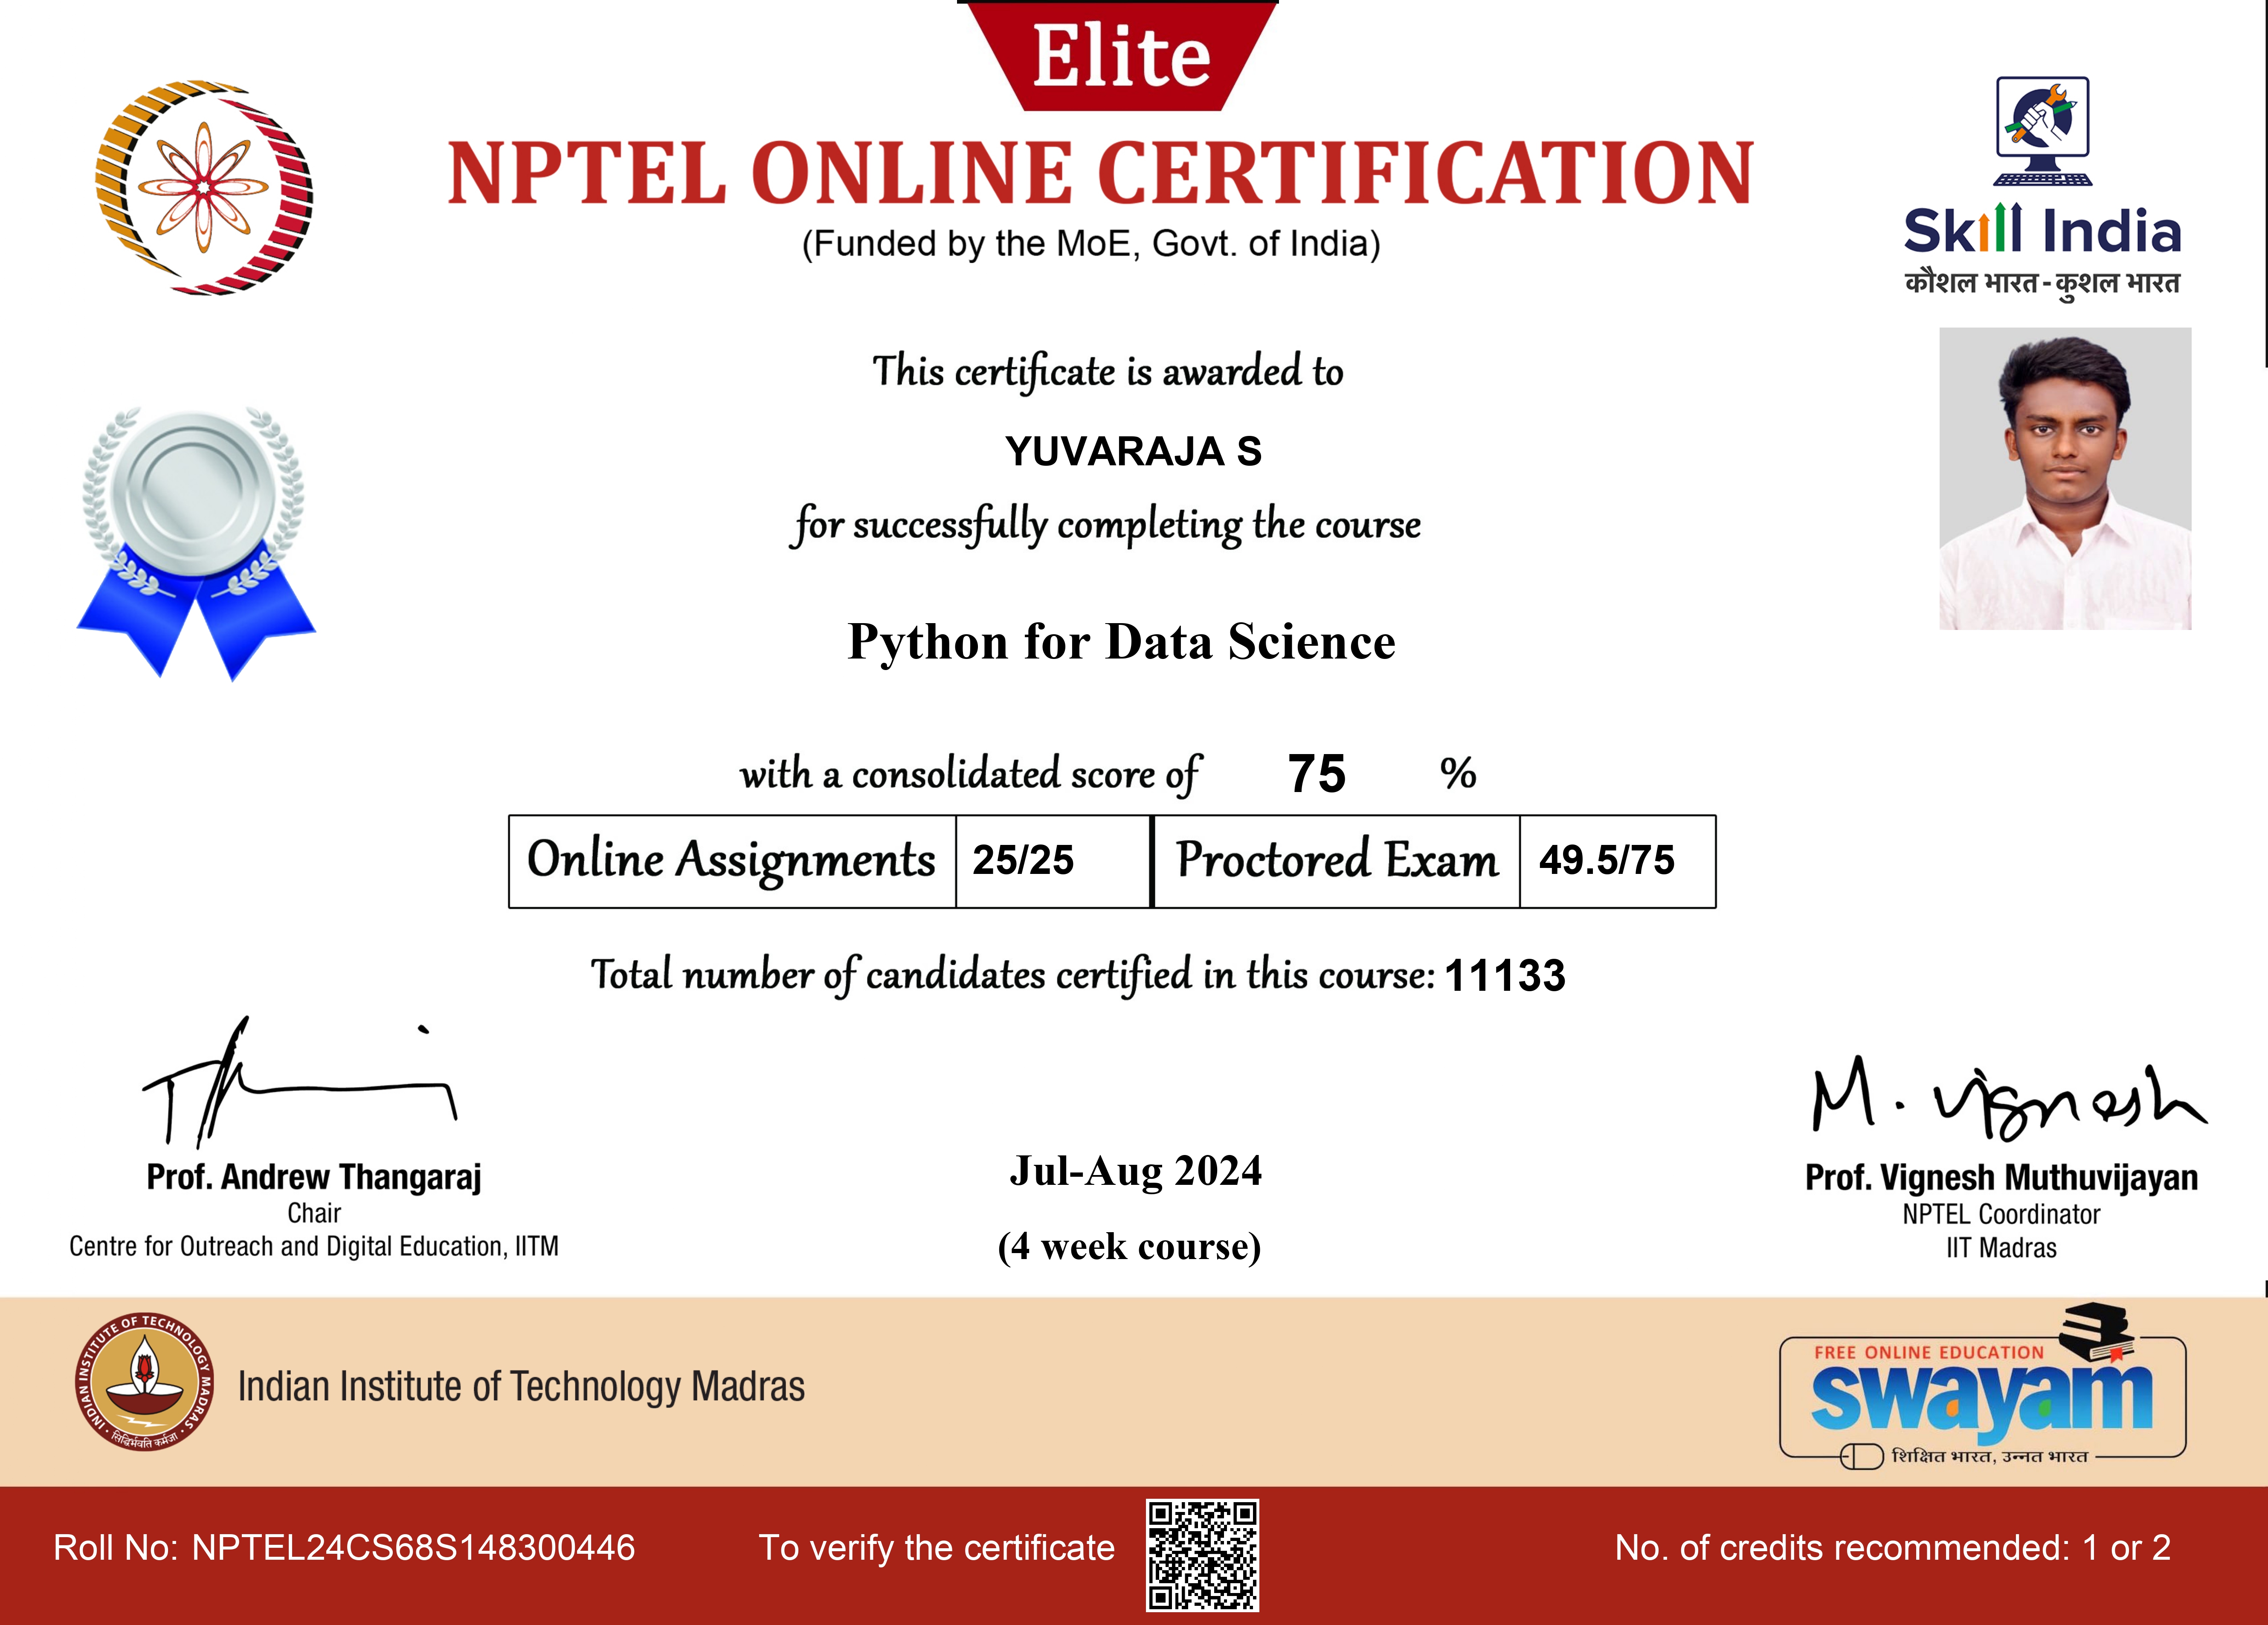 Elite
NPTEL ONLINE CERTIFICATION
(Funded by the MoE, Govt. of India)
Skill India
कौशल भारत - कुशल भारत
This certificate is awarded to
YUVARAJA S
for successfully completing the course
Python for Data Science
with a consolidated score of 75 %
Online Assignments 25/25 Proctored Exam 49.5/75
Total number of candidates certified in this course: 11133
M. Vignesh
Prof. Andrew Thangaraj
Chair
Centre for Outreach and Digital Education, IITM
Jul-Aug 2024
(4 week course)
Prof. Vignesh Muthuvijayan
NPTEL Coordinator
IIT Madras
INDIAN INSTITUTE OF TECHNOLOGY MADRAS
सिद्धिर्भवति कर्मजा
Indian Institute of Technology Madras
FREE ONLINE EDUCATION
swayam
शिक्षित भारत, उन्नत भारत
Roll No: NPTEL24CS68S148300446
To verify the certificate
No. of credits recommended: 1 or 2